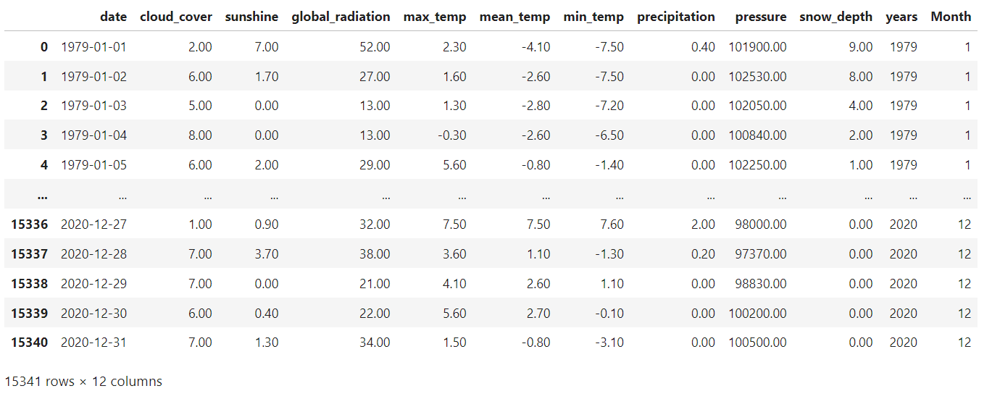 date cloud_cover sunshine global_radiation max_temp mean_temp min_temp precipitation pressure snow_depth years Month
0 1979-01-01 2.00 7.00 52.00 2.30 -4.10 -7.50 0.40 101900.00 9.00 1979 1
1 1979-01-02 6.00 1.70 27.00 1.60 -2.60 -7.50 0.00 102530.00 8.00 1979 1
2 1979-01-03 5.00 0.00 13.00 1.30 -2.80 -7.20 0.00 102050.00 4.00 1979 1
3 1979-01-04 8.00 0.00 13.00 -0.30 -2.60 -6.50 0.00 100840.00 2.00 1979 1
4 1979-01-05 6.00 2.00 29.00 5.60 -0.80 -1.40 0.00 102250.00 1.00 1979 1
... ... ... ... ... ... ... ... ... ... ... ... ...
15336 2020-12-27 1.00 0.90 32.00 7.50 7.50 7.60 2.00 98000.00 0.00 2020 12
15337 2020-12-28 7.00 3.70 38.00 3.60 1.10 -1.30 0.20 97370.00 0.00 2020 12
15338 2020-12-29 7.00 0.00 21.00 4.10 2.60 1.10 0.00 98830.00 0.00 2020 12
15339 2020-12-30 6.00 0.40 22.00 5.60 2.70 -0.10 0.00 100200.00 0.00 2020 12
15340 2020-12-31 7.00 1.30 34.00 1.50 -0.80 -3.10 0.00 100500.00 0.00 2020 12
15341 rows × 12 columns